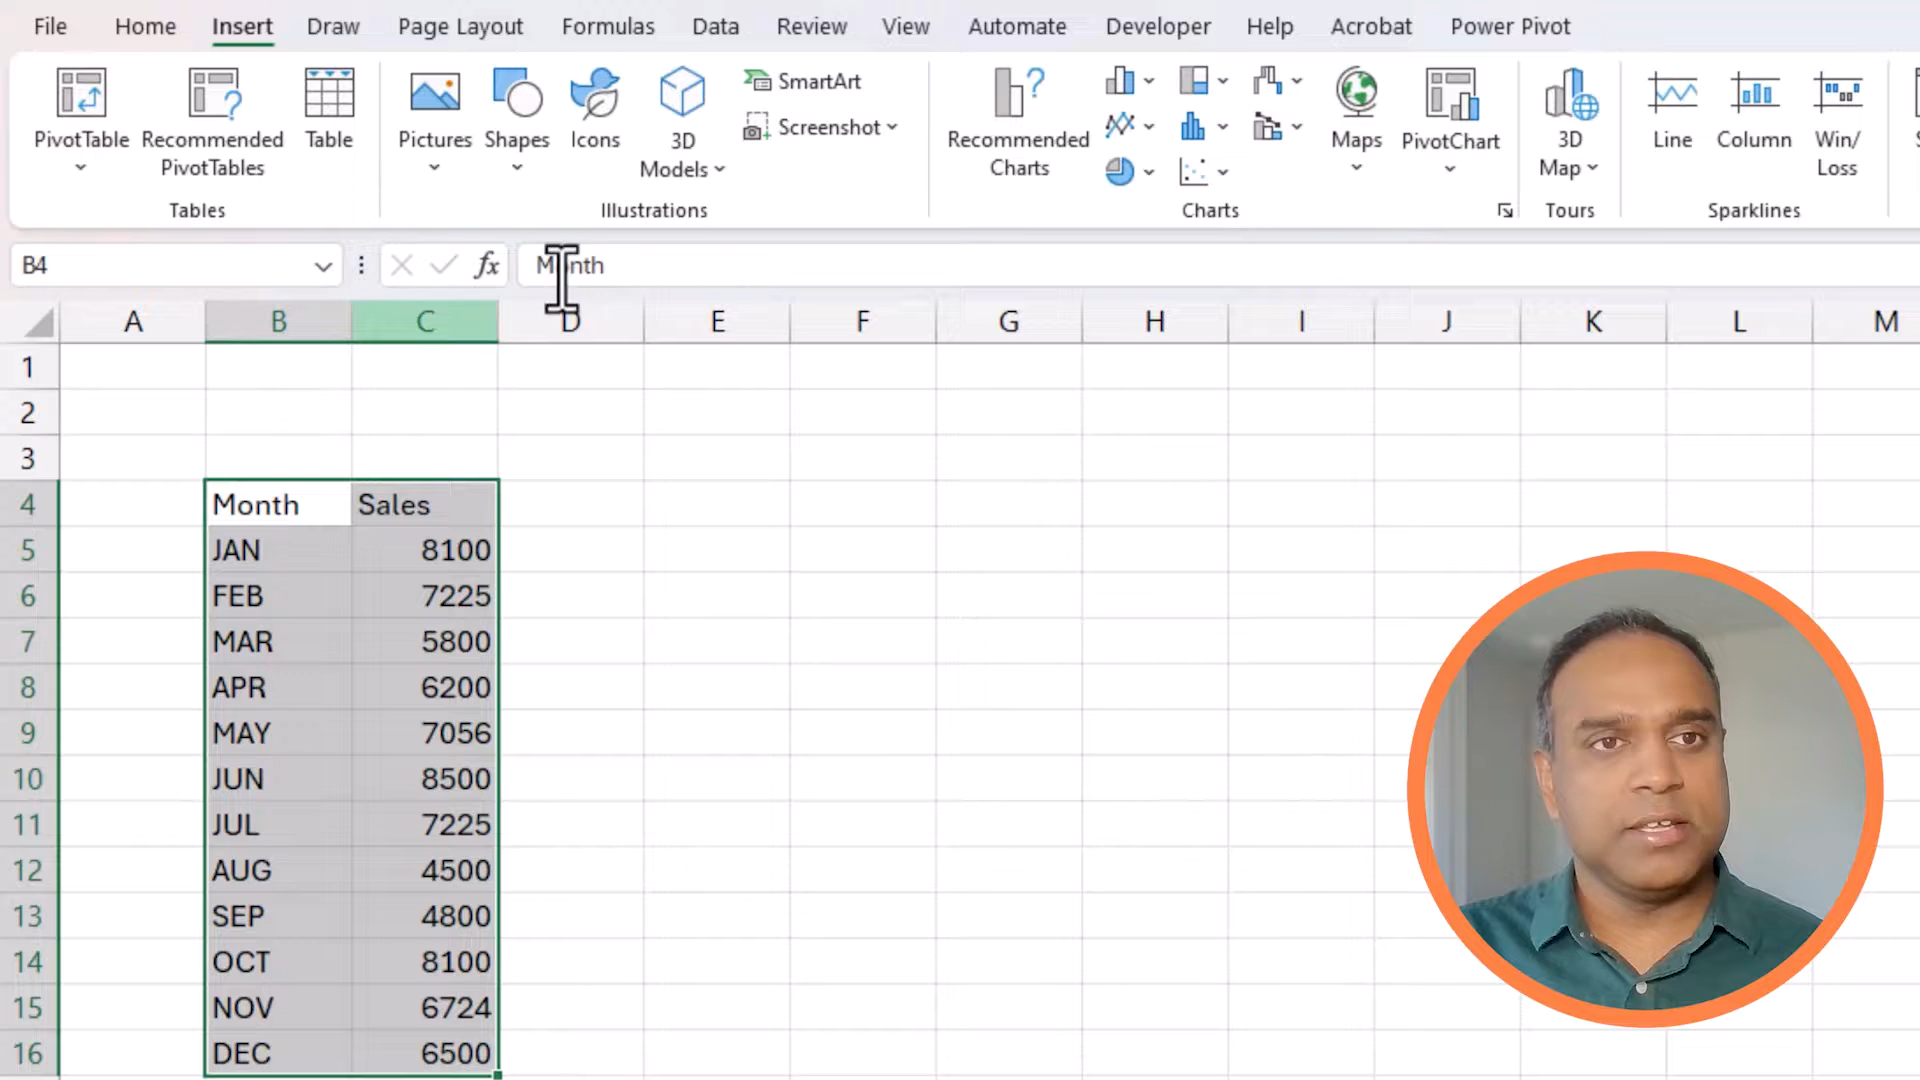 File Home Insert Draw Page Layout Formulas Data Review View Automate Developer Help Acrobat Power Pivot
PivotTable Recommended PivotTables Table
Pictures Shapes Icons 3D Models SmartArt Screenshot
Recommended Charts Maps PivotChart 3D Map Line Column Win/ Loss
Tables Illustrations Charts Tours Sparklines
B4 fx Month
A B C D E F G H I J K L M
1
2
3
4 Month Sales
5 JAN 8100
6 FEB 7225
7 MAR 5800
8 APR 6200
9 MAY 7056
10 JUN 8500
11 JUL 7225
12 AUG 4500
13 SEP 4800
14 OCT 8100
15 NOV 6724
16 DEC 6500